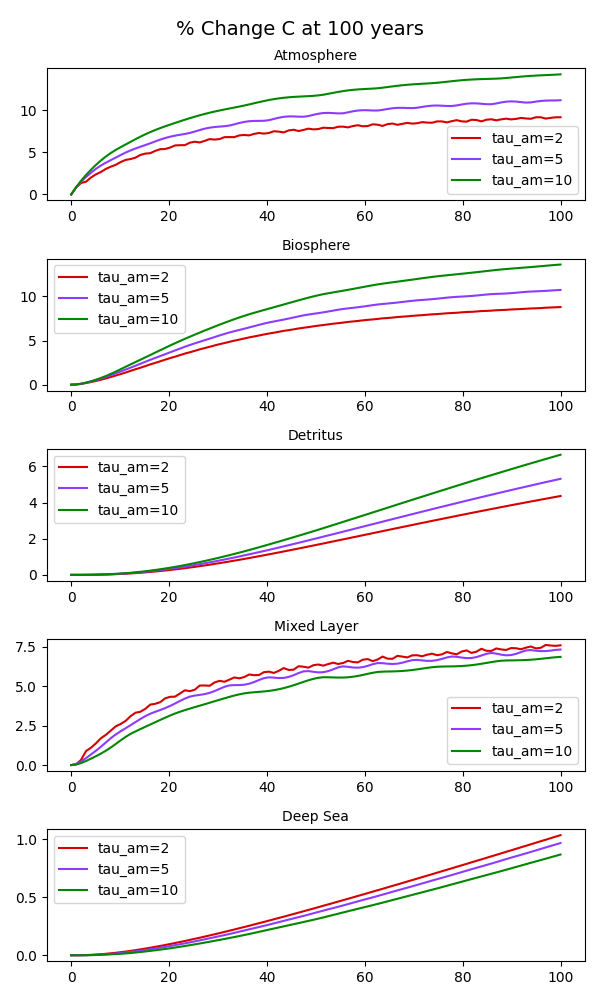 % Change C at 100 years
Atmosphere
10
5
0
tau_am=2
tau_am=5
tau_am=10
0 20 40 60 80 100
Biosphere
10
5
0
tau_am=2
tau_am=5
tau_am=10
0 20 40 60 80 100
Detritus
6
4
2
0
tau_am=2
tau_am=5
tau_am=10
0 20 40 60 80 100
Mixed Layer
7.5
5.0
2.5
0.0
tau_am=2
tau_am=5
tau_am=10
0 20 40 60 80 100
Deep Sea
1.0
0.5
0.0
tau_am=2
tau_am=5
tau_am=10
0 20 40 60 80 100